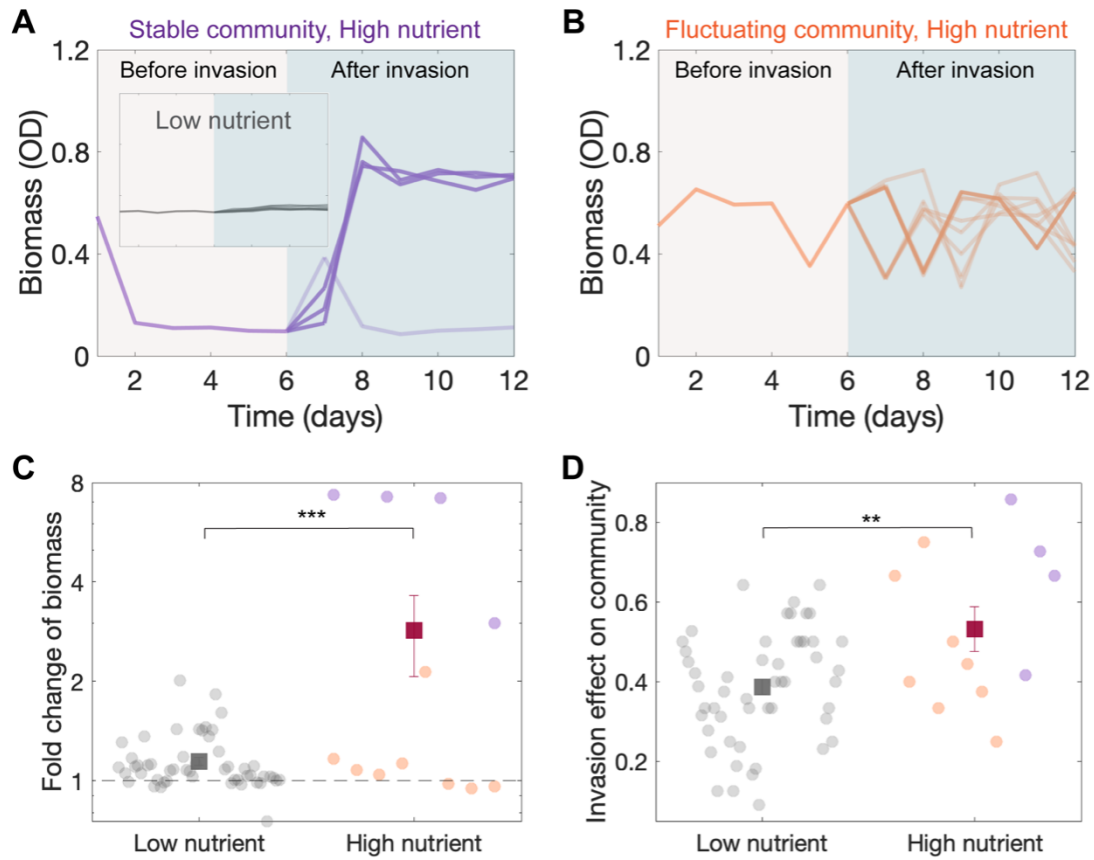 A
Stable community, High nutrient
1.2
0.8
0.4
0
Biomass (OD)
Before invasion
After invasion
Low nutrient
2
4
6
8
10
12
Time (days)
B
Fluctuating community, High nutrient
1.2
0.8
0.4
0
Biomass (OD)
Before invasion
After invasion
2
4
6
8
10
12
Time (days)
C
8
4
2
1
Fold change of biomass
***
Low nutrient
High nutrient
D
0.8
0.6
0.4
0.2
Invasion effect on community
**
Low nutrient
High nutrient